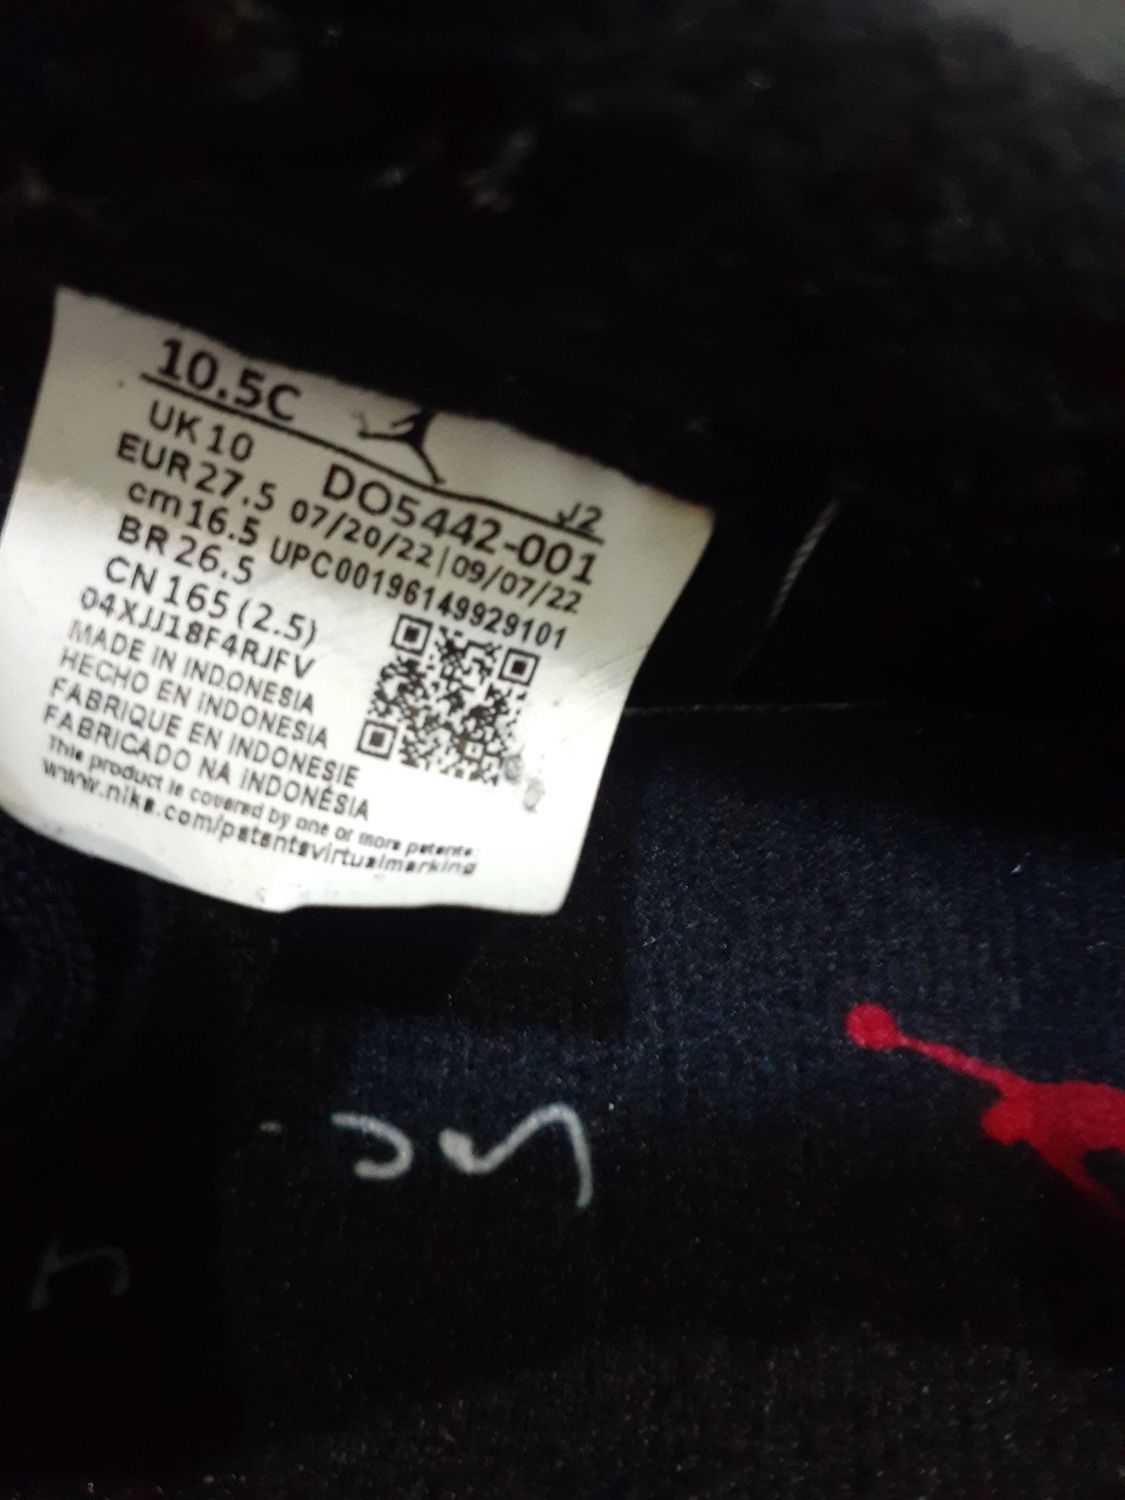 10.5C
J2
UK 10
DO5442-001
EUR 27.5
07/20/22|09/07/22
cm 16.5
UPC00196149929101
BR 26.5
CN 165 (2.5)
04XJJ18F4RJFV
MADE IN INDONESIA
HECHO EN INDONESIA
FABRIQUE EN INDONESIE
FABRICADO NA INDONÉSIA
This product is covered by one or more patents:
www.nike.com/patentsvirtualmarking